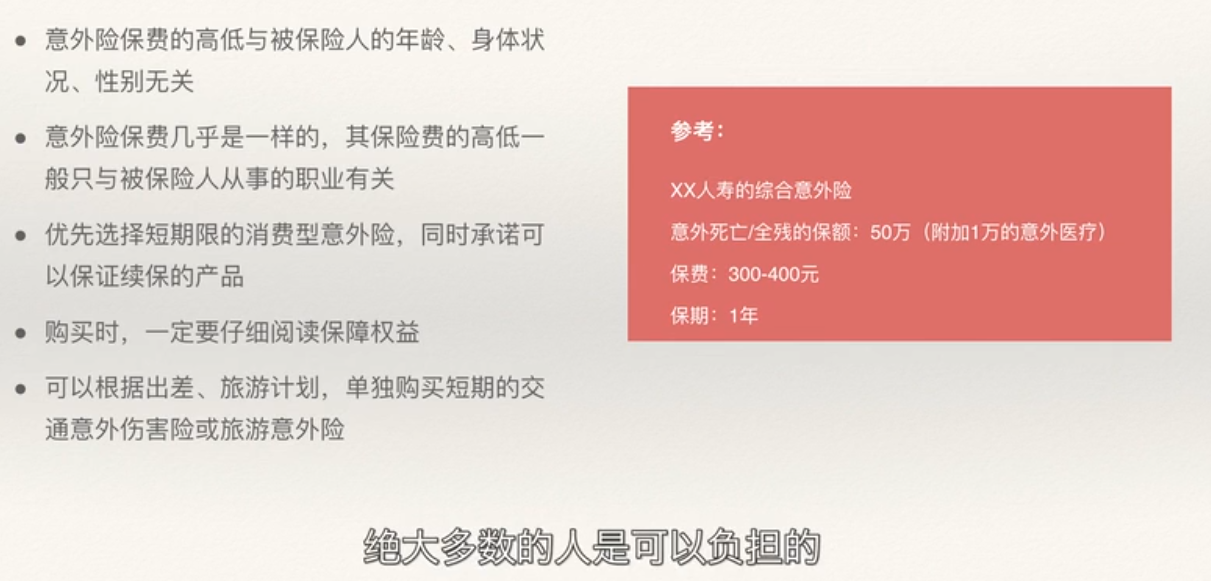 意外险保费的高低与被保险人的年龄、身体状
况、性别无关
意外险保费几乎是一样的，其保险费的高低一
般只与被保险人从事的职业有关
优先选择短期限的消费型意外险，同时承诺可
以保证续保的产品
购买时，一定要仔细阅读保障权益
可以根据出差、旅游计划，单独购买短期的交
通意外伤害险或旅游意外险
参考：
XX人寿的综合意外险
意外死亡/全残的保额：50万（附加1万的意外医疗）
保费：300-400元
保期：1年
绝大多数的人是可以负担的